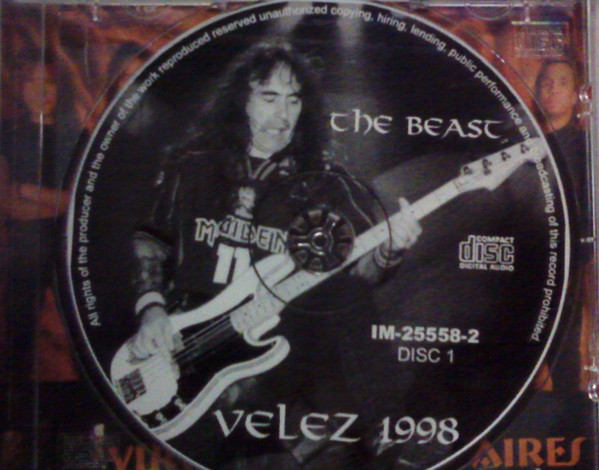 All rights of the producer and the owner of the work reproduced reserved unauthorized copying, hiring, lending, public performance and broadcasting of this record prohibited.
THE BEAST
MAIDEN
11
COMPACT
disc
DIGITAL AUDIO
IM-25558-2
DISC 1
VELEZ 1998
AIRES